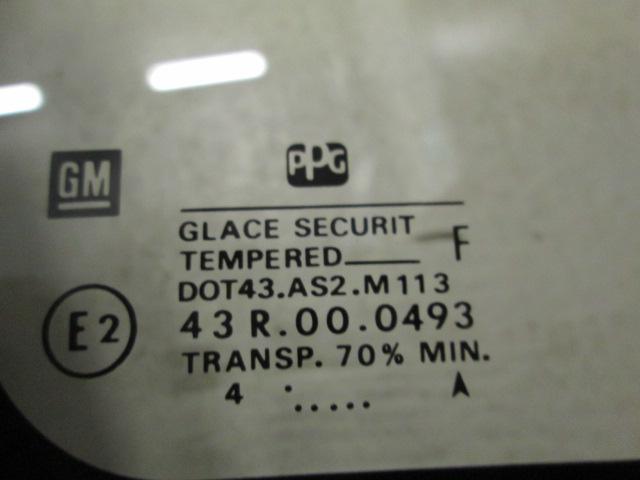 GM
PPG
GLACE SECURIT
TEMPERED F
DOT43.AS2.M113
E2
43R.00.0493
TRANSP. 70% MIN.
4 . .....